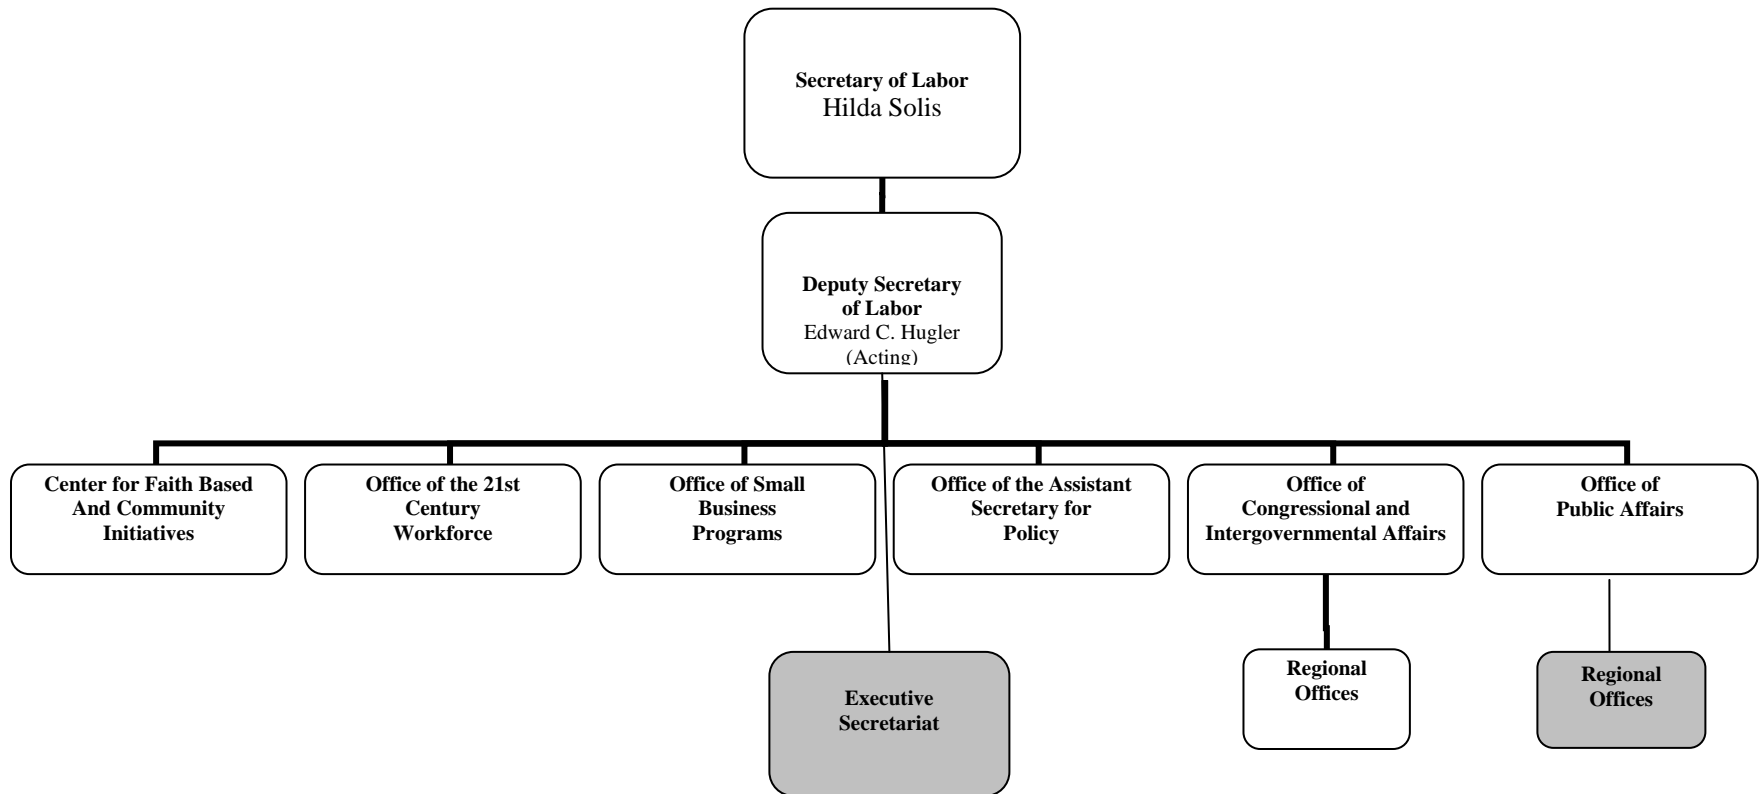 Secretary of Labor
Hilda Solis
Deputy Secretary
of Labor
Edward C. Hugler
(Acting)
Center for Faith Based
And Community
Initiatives
Office of the 21st
Century
Workforce
Office of Small
Business
Programs
Office of the Assistant
Secretary for
Policy
Office of
Congressional and
Intergovernmental Affairs
Office of
Public Affairs
Executive
Secretariat
Regional
Offices
Regional
Offices